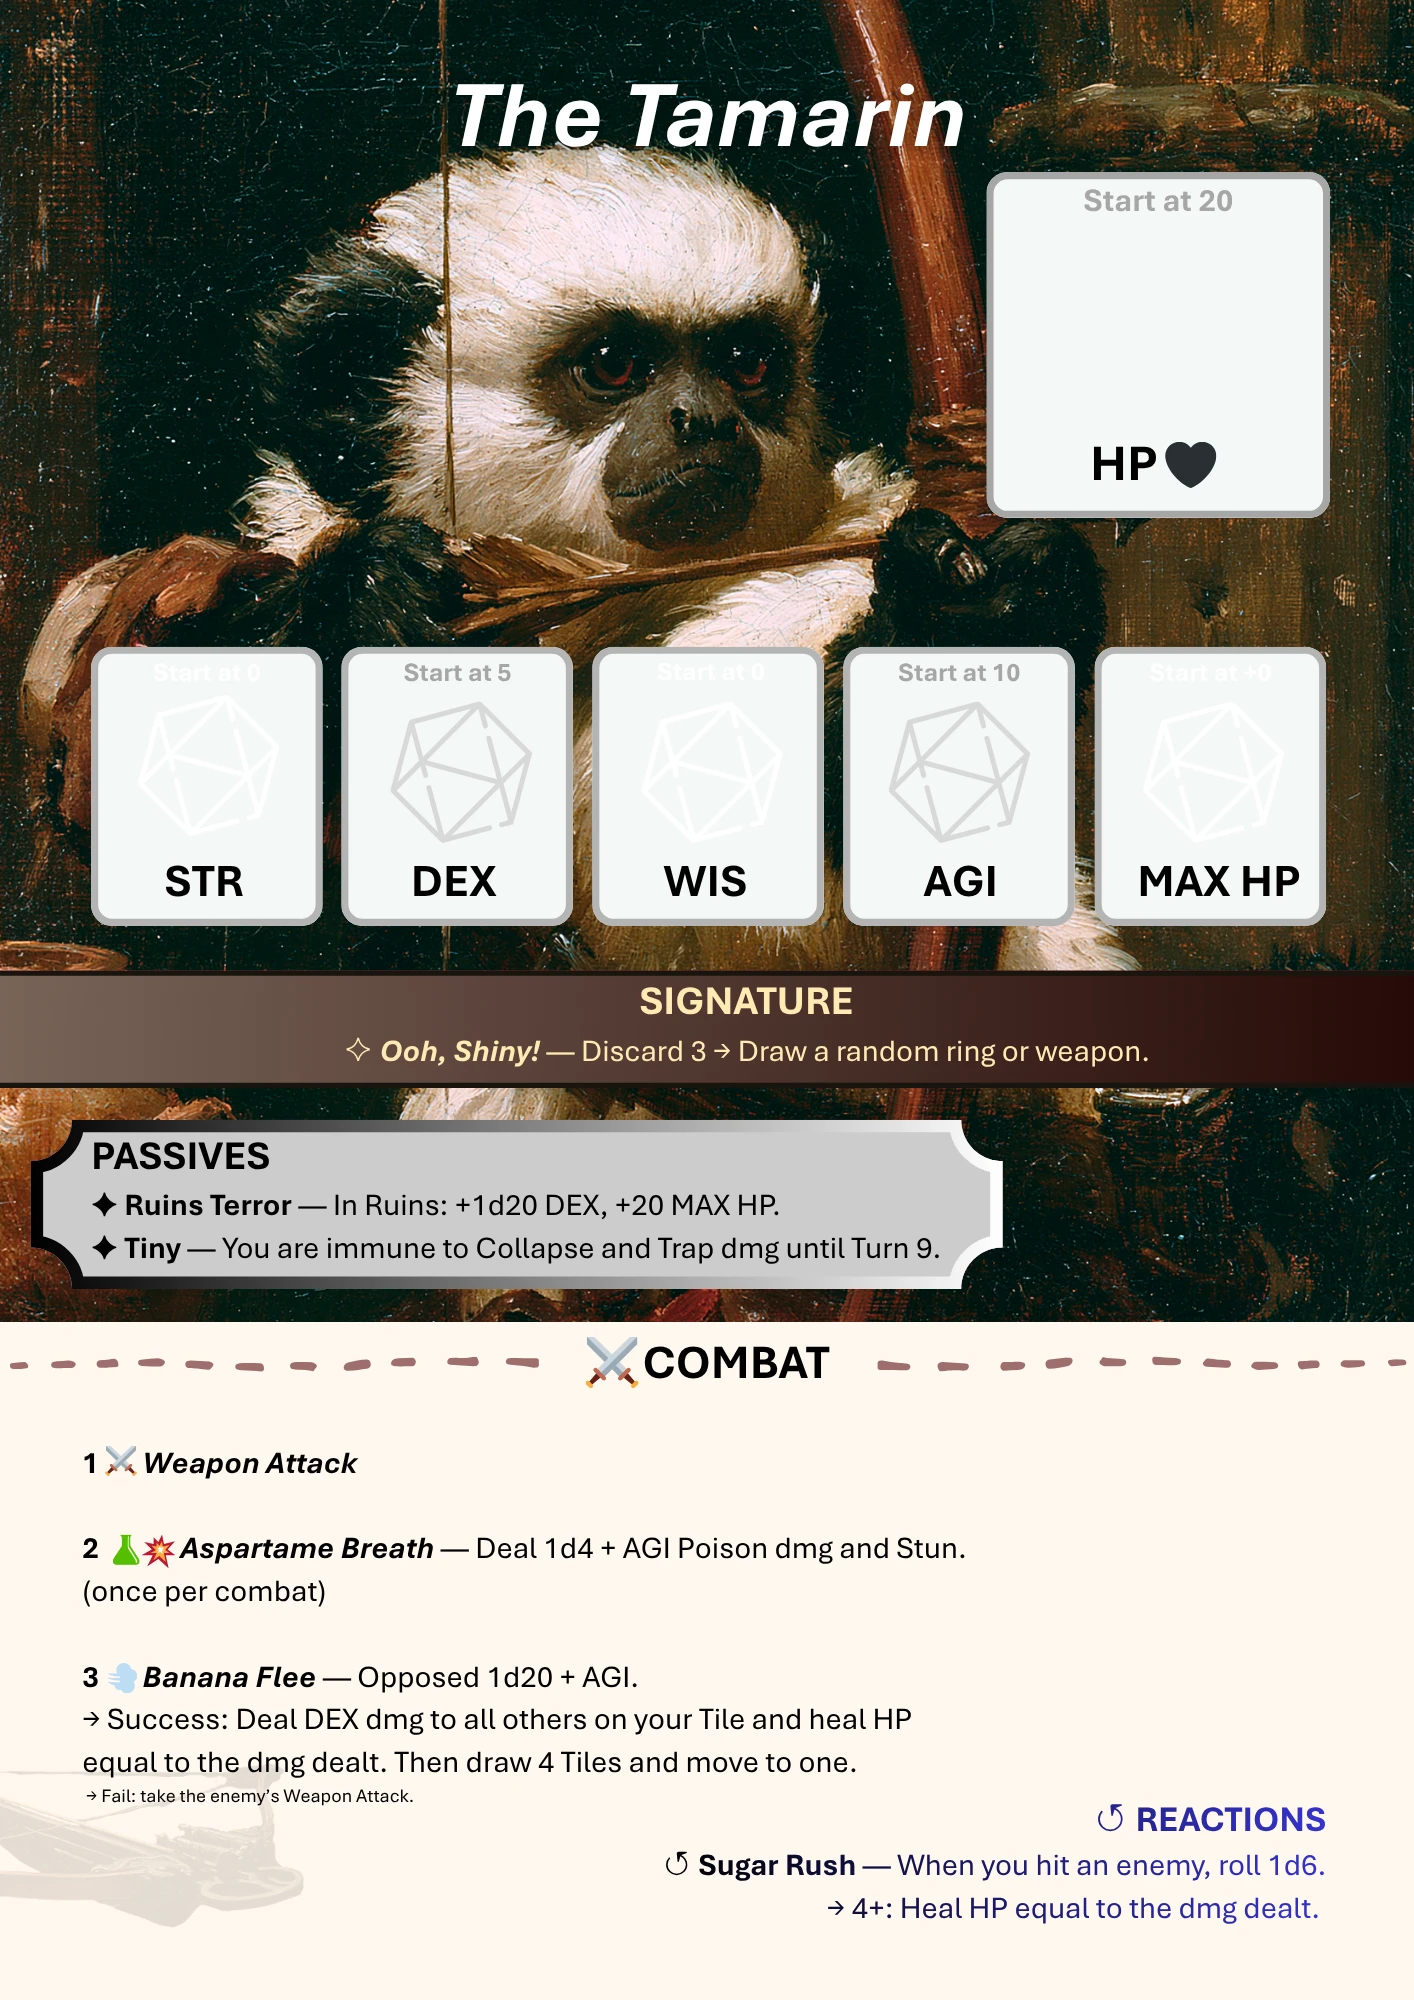 The Tamarin
Start at 20
HP🖤
Start at 0
Start at 5
Start at 0
Start at 10
Start at +0
STR
DEX
WIS
AGI
MAX HP
SIGNATURE
✧ Ooh, Shiny! — Discard 3 → Draw a random ring or weapon.
PASSIVES
✦ Ruins Terror — In Ruins: +1d20 DEX, +20 MAX HP.
✦ Tiny — You are immune to Collapse and Trap dmg until Turn 9.
⚔️COMBAT
1 ⚔️ Weapon Attack
2 🧪💥 Aspartame Breath — Deal 1d4 + AGI Poison dmg and Stun.
(once per combat)
3 💨 Banana Flee — Opposed 1d20 + AGI.
→ Success: Deal DEX dmg to all others on your Tile and heal HP
equal to the dmg dealt. Then draw 4 Tiles and move to one.
→ Fail: take the enemy’s Weapon Attack.
↺ REACTIONS
↺ Sugar Rush — When you hit an enemy, roll 1d6.
→ 4+: Heal HP equal to the dmg dealt.